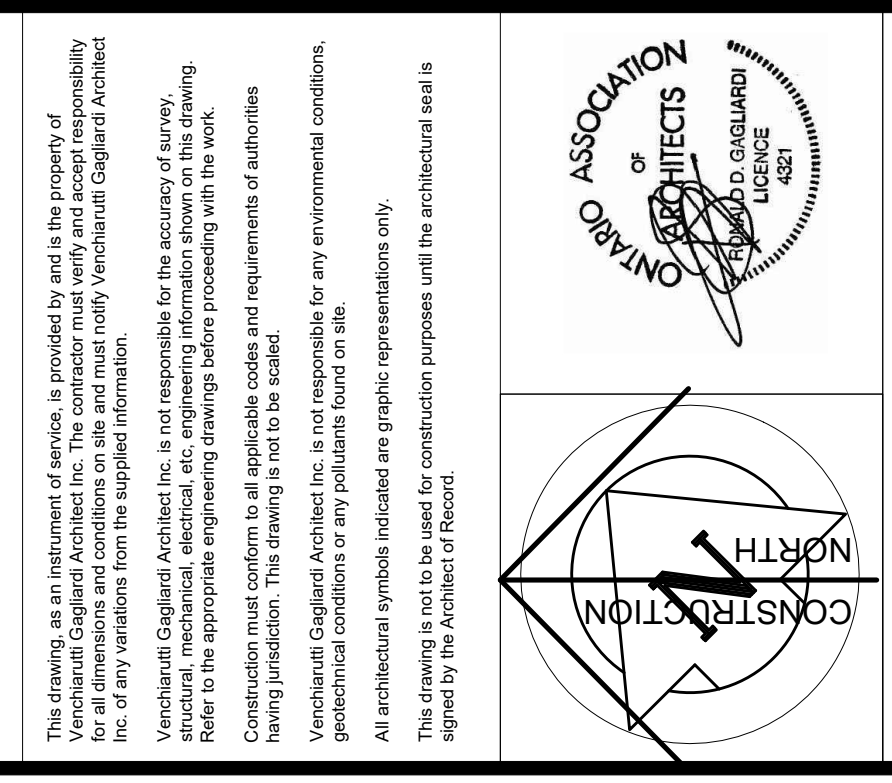 This drawing, as an instrument of service, is provided by and is the property of
Venchiarutti Gagliardi Architect Inc. The contractor must verify and accept responsibility
for all dimensions and conditions on site and must notify Venchiarutti Gagliardi Architect
Inc. of any variations from the supplied information.
Venchiarutti Gagliardi Architect Inc. is not responsible for the accuracy of survey,
structural, mechanical, electrical, etc, engineering information shown on this drawing.
Refer to the appropriate engineering drawings before proceeding with the work.
Construction must conform to all applicable codes and requirements of authorities
having jurisdiction. This drawing is not to be scaled.
Venchiarutti Gagliardi Architect Inc. is not responsible for any environmental conditions,
geotechnical conditions or any pollutants found on site.
All architectural symbols indicated are graphic representations only.
This drawing is not to be used for construction purposes until the architectural seal is
signed by the Architect of Record.
ONTARIO ASSOCIATION
OF
ARCHITECTS
RONALD D. GAGLIARDI
LICENCE
4321
CONSTRUCTION
NORTH
N